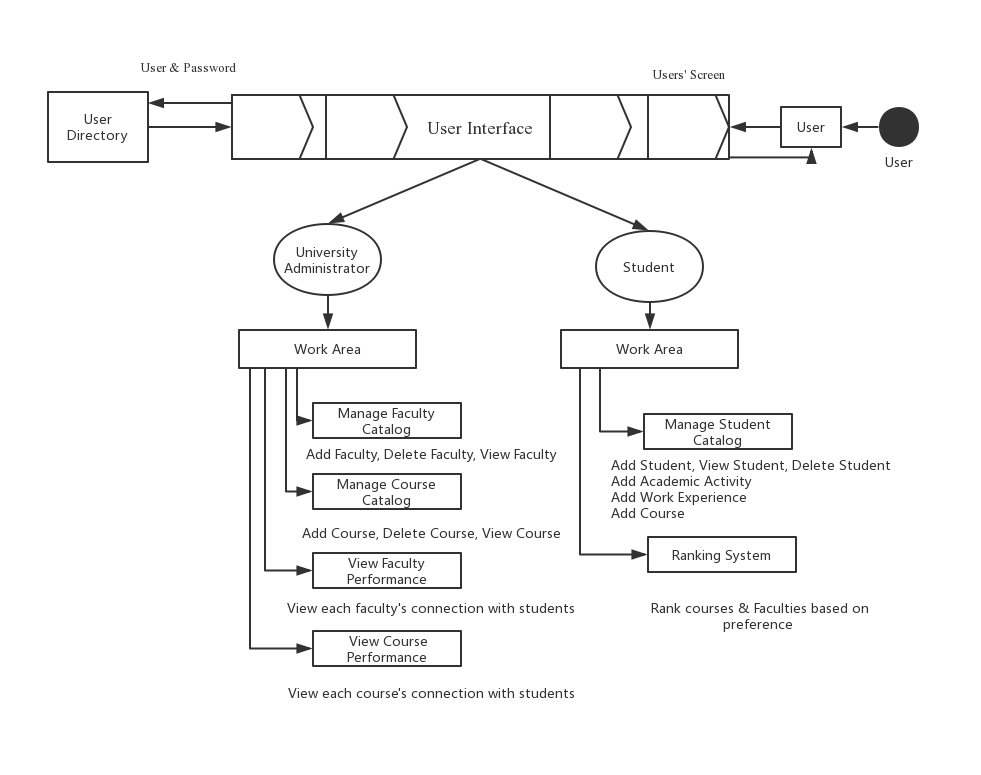 User & Password
Users' Screen
User
Directory
User Interface
User
User
University
Administrator
Student
Work Area
Work Area
Manage Faculty
Catalog
Add Faculty, Delete Faculty, View Faculty
Manage Course
Catalog
Add Course, Delete Course, View Course
View Faculty
Performance
View each faculty's connection with students
View Course
Performance
View each course's connection with students
Manage Student
Catalog
Add Student, View Student, Delete Student
Add Academic Activity
Add Work Experience
Add Course
Ranking System
Rank courses & Faculties based on
preference